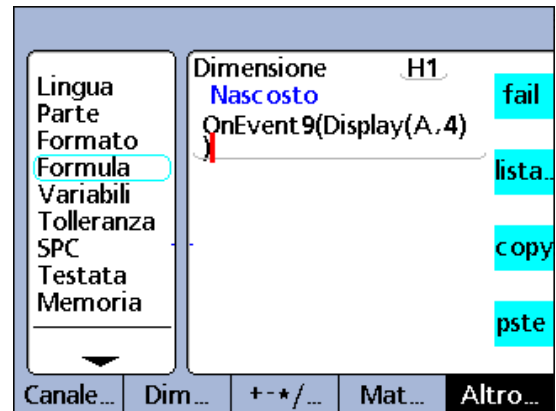 Lingua
Parte
Formato
Formula
Variabili
Tolleranza
SPC
Testata
Memoria
Dimensione H1
Nascosto
OnEvent9(Display(A,4)
)
fail
lista..
copy
pste
Canale... Dim... +-*/... Mat... Altro...